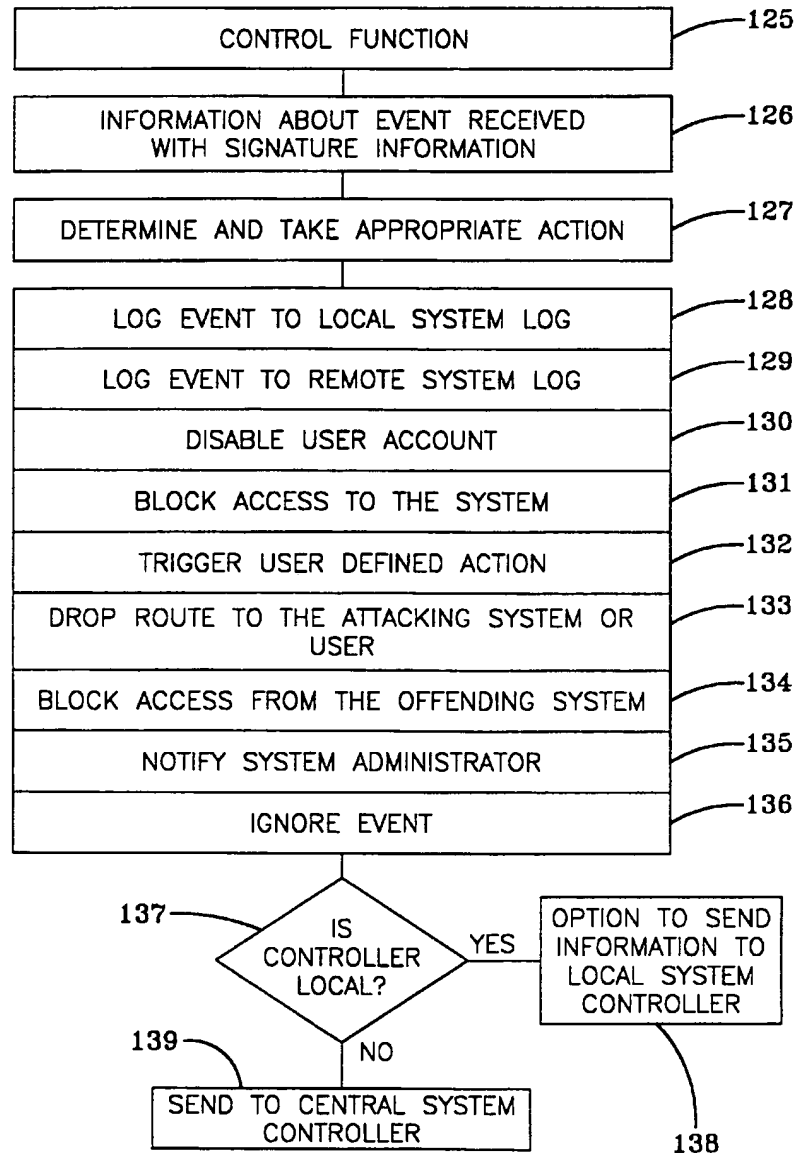 CONTROL FUNCTION
125
INFORMATION ABOUT EVENT RECEIVED
WITH SIGNATURE INFORMATION
126
DETERMINE AND TAKE APPROPRIATE ACTION
127
LOG EVENT TO LOCAL SYSTEM LOG
128
LOG EVENT TO REMOTE SYSTEM LOG
129
DISABLE USER ACCOUNT
130
BLOCK ACCESS TO THE SYSTEM
131
TRIGGER USER DEFINED ACTION
132
DROP ROUTE TO THE ATTACKING SYSTEM OR
USER
133
BLOCK ACCESS FROM THE OFFENDING SYSTEM
134
NOTIFY SYSTEM ADMINISTRATOR
135
IGNORE EVENT
136
137
IS
CONTROLLER
LOCAL?
YES
OPTION TO SEND
INFORMATION TO
LOCAL SYSTEM
CONTROLLER
138
NO
139
SEND TO CENTRAL SYSTEM
CONTROLLER